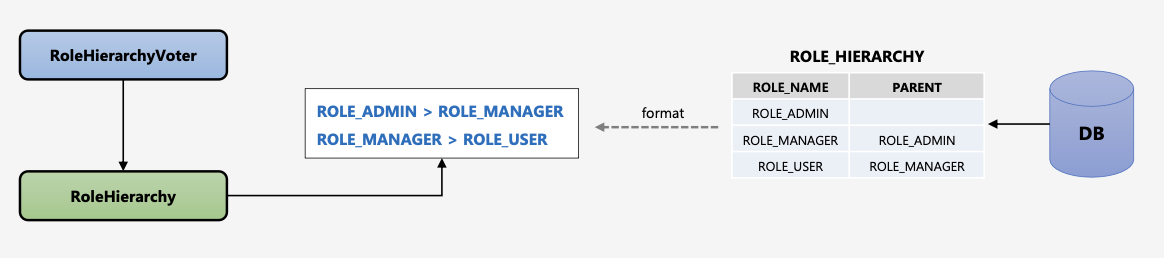 RoleHierarchyVoter
RoleHierarchy
ROLE_ADMIN > ROLE_MANAGER
ROLE_MANAGER > ROLE_USER
format
ROLE_HIERARCHY
ROLE_NAME PARENT
ROLE_ADMIN
ROLE_MANAGER ROLE_ADMIN
ROLE_USER ROLE_MANAGER
DB